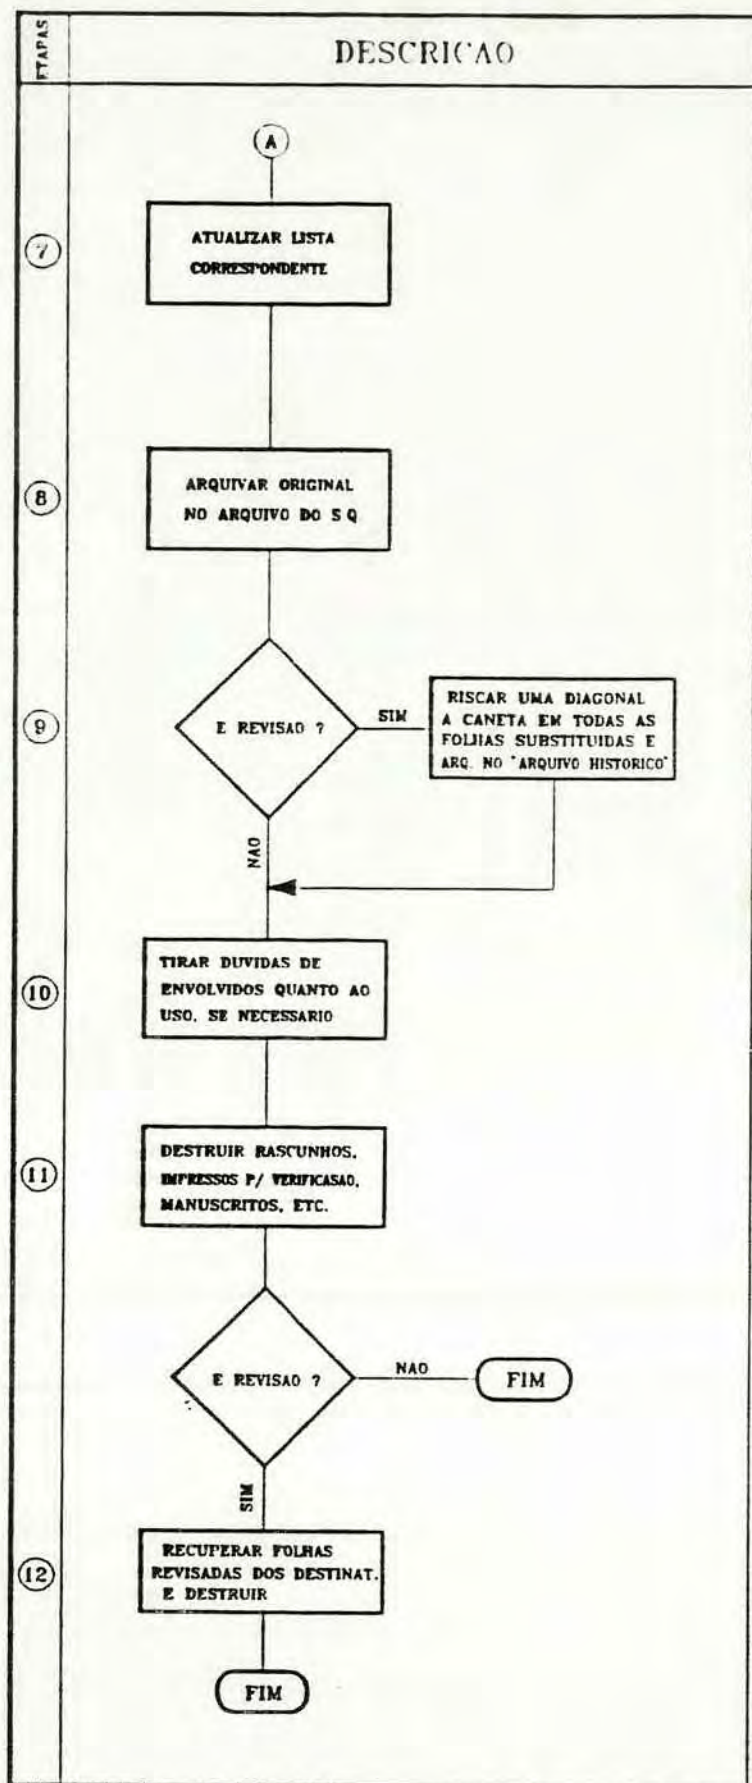 ETAPAS
DESCRICAO
A
7
ATUALIZAR LISTA
CORRESPONDENTE
8
ARQUIVAR ORIGINAL
NO ARQUIVO DO S Q
9
E REVISAO ?
SIM
RISCAR UMA DIAGONAL
A CANETA EM TODAS AS
FOLHAS SUBSTITUIDAS E
ARQ. NO "ARQUIVO HISTORICO"
NAO
10
TIRAR DUVIDAS DE
ENVOLVIDOS QUANTO AO
USO, SE NECESSARIO
11
DESTRUIR RASCUNHOS,
IMPRESSOS P/ VERIFICASAO,
MANUSCRITOS, ETC.
E REVISAO ?
NAO
FIM
SIM
12
RECUPERAR FOLHAS
REVISADAS DOS DESTINAT.
E DESTRUIR
FIM